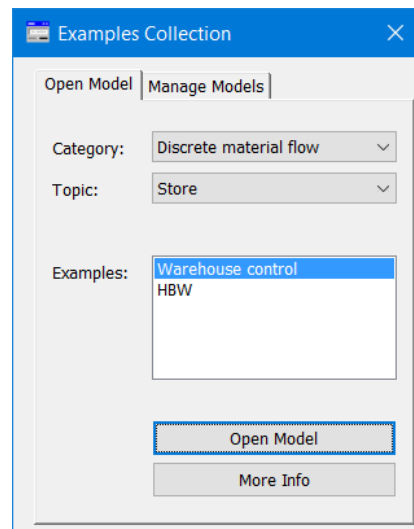 Examples Collection
Open Model
Manage Models
Category:
Discrete material flow
Topic:
Store
Examples:
Warehouse control
HBW
Open Model
More Info